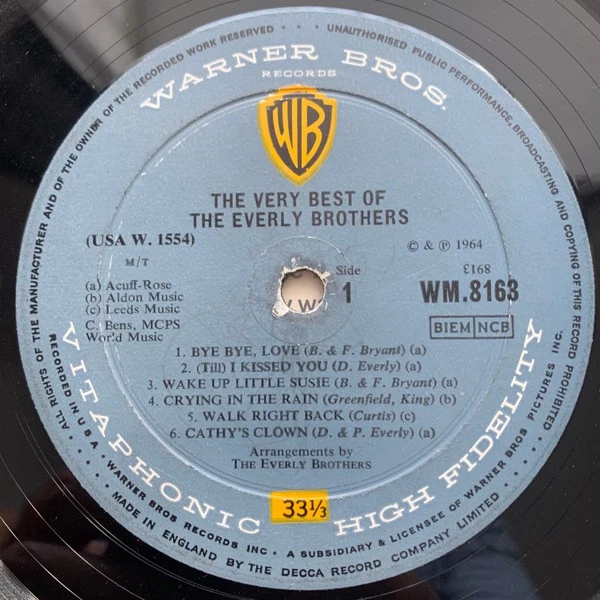 ALL RIGHTS OF THE MANUFACTURER AND OF THE OWNER OF THE RECORDED WORK RESERVED · · · UNAUTHORISED PUBLIC PERFORMANCE, BROADCASTING AND COPYING OF THIS RECORD PROHIBITED
WARNER BROS.
RECORDS
WB
THE VERY BEST OF
THE EVERLY BROTHERS
(USA W. 1554)
© & ℗ 1964
M/T
(a) Acuff-Rose
(b) Aldon Music
(c) Leeds Music
C. Bens, MCPS
World Music
Side
1
£168
WM.8163
BIEM NCB
1. BYE BYE, LOVE (B. & F. Bryant) (a)
2. (Till) I KISSED YOU (D. Everly) (a)
3. WAKE UP LITTLE SUSIE (B. & F. Bryant) (a)
4. CRYING IN THE RAIN (Greenfield, King) (b)
5. WALK RIGHT BACK (Curtis) (c)
6. CATHY'S CLOWN (D. & P. Everly) (a)
Arrangements by
THE EVERLY BROTHERS
33⅓
VITAPHONIC HIGH FIDELITY
RECORDED IN U.S.A. · WARNER BROS RECORDS INC · A SUBSIDIARY & LICENSEE OF WARNER BROS PICTURES INC.
MADE IN ENGLAND BY THE DECCA RECORD COMPANY LIMITED